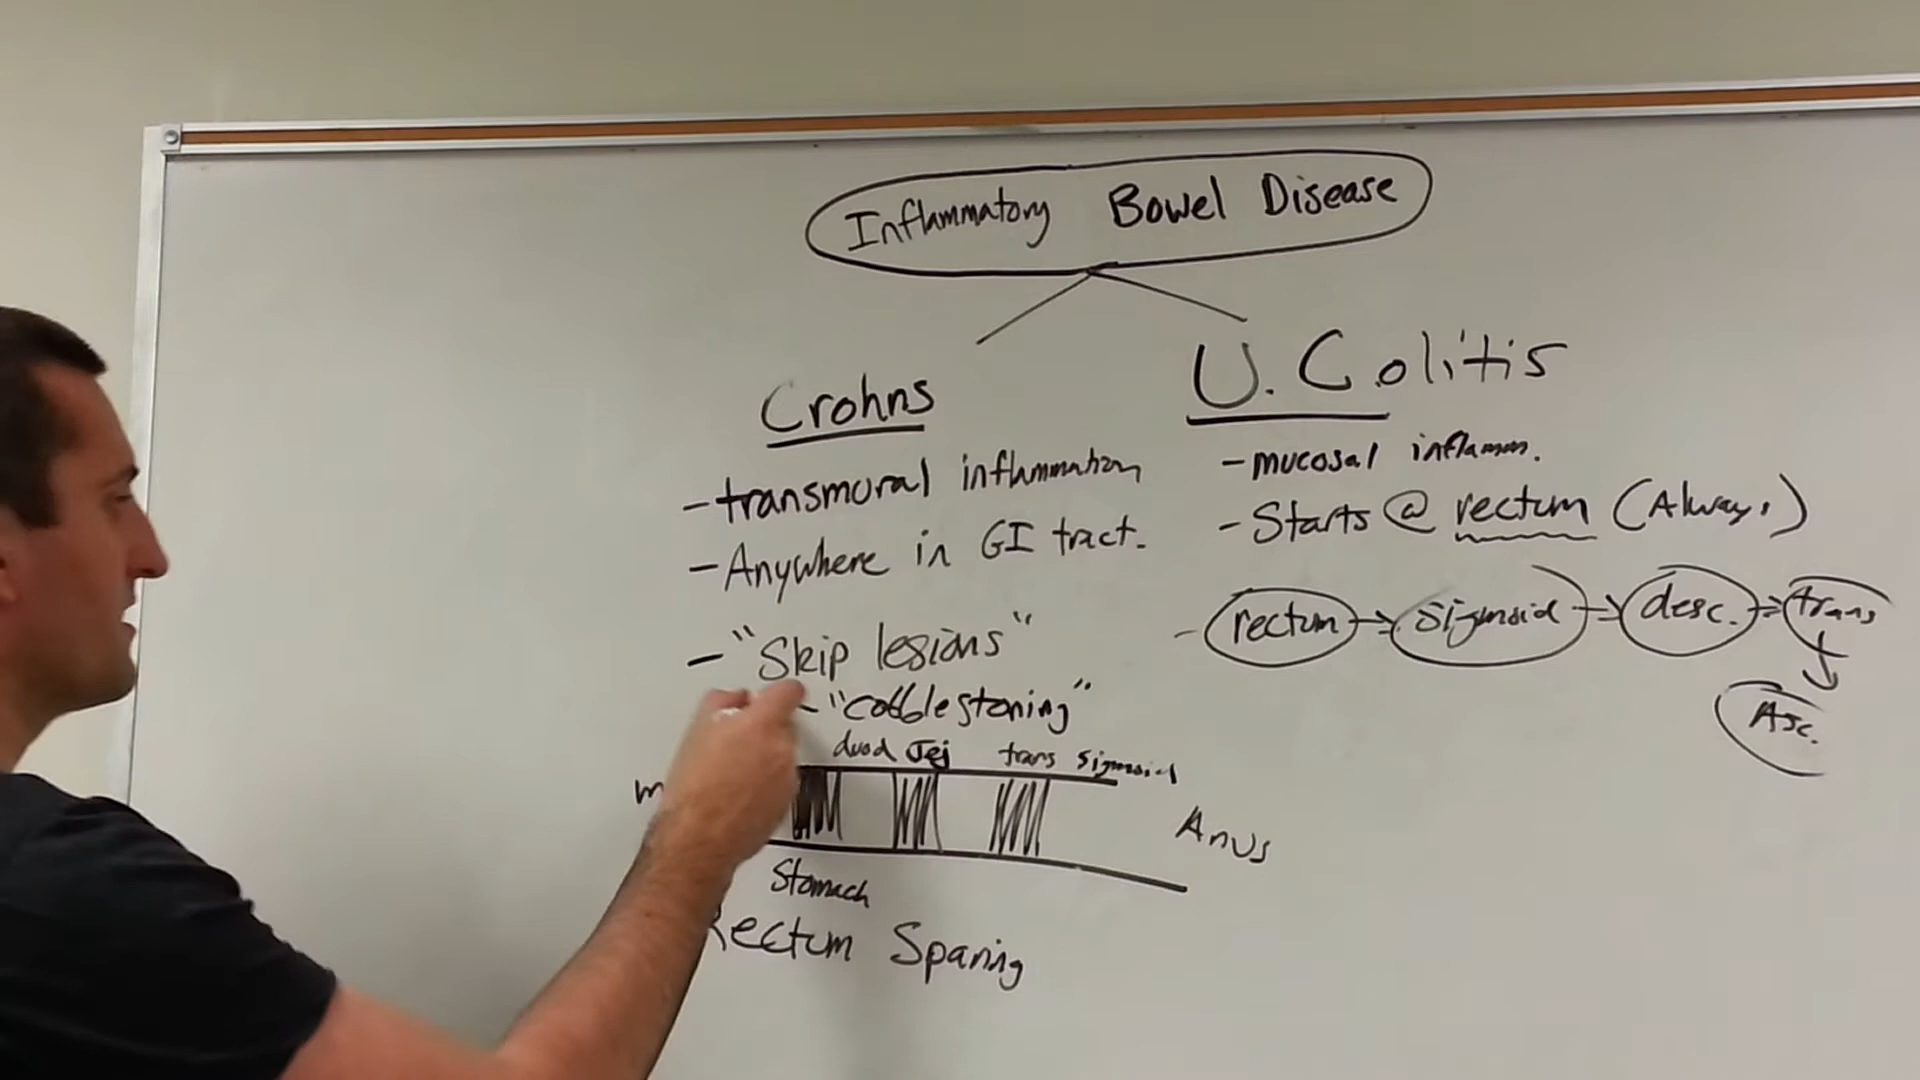 Inflammatory Bowel Disease
Crohns
- transmural inflammation
- Anywhere in GI tract.
- "Skip lesions"
- "cobblestoning"
duod Jej trans sigmoid
Anus
Stomach
Rectum Sparing
U. Colitis
- mucosal inflamm.
- Starts @ rectum (Always)
- rectum → sigmoid → desc. → trans
Asc.